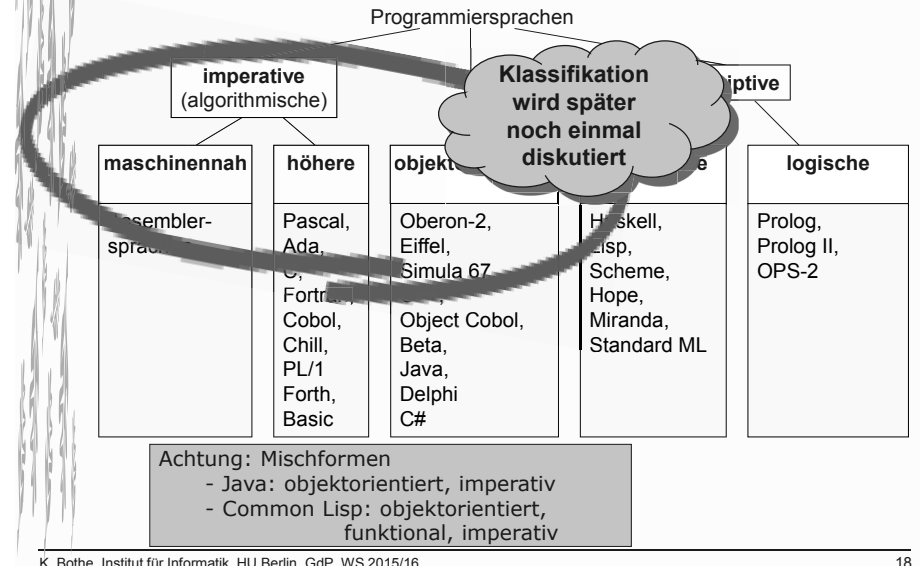 Programmiersprachen
imperative
(algorithmische)
Klassifikation
wird später
noch einmal
diskutiert
iptive
maschinennah
höhere
objekt
e
logische
sembler-
Pascal,
Ada,
C,
Fortran,
Cobol,
Chill,
PL/1
Forth,
Basic
Oberon-2,
Eiffel,
Simula 67
Object Cobol,
Beta,
Java,
Delphi
C#
Haskell,
Lisp,
Scheme,
Hope,
Miranda,
Standard ML
Prolog,
Prolog II,
OPS-2
Achtung: Mischformen
- Java: objektorientiert, imperativ
- Common Lisp: objektorientiert,
funktional, imperativ
K. Bothe, Institut für Informatik, HU Berlin, GdP, WS 2015/16
18